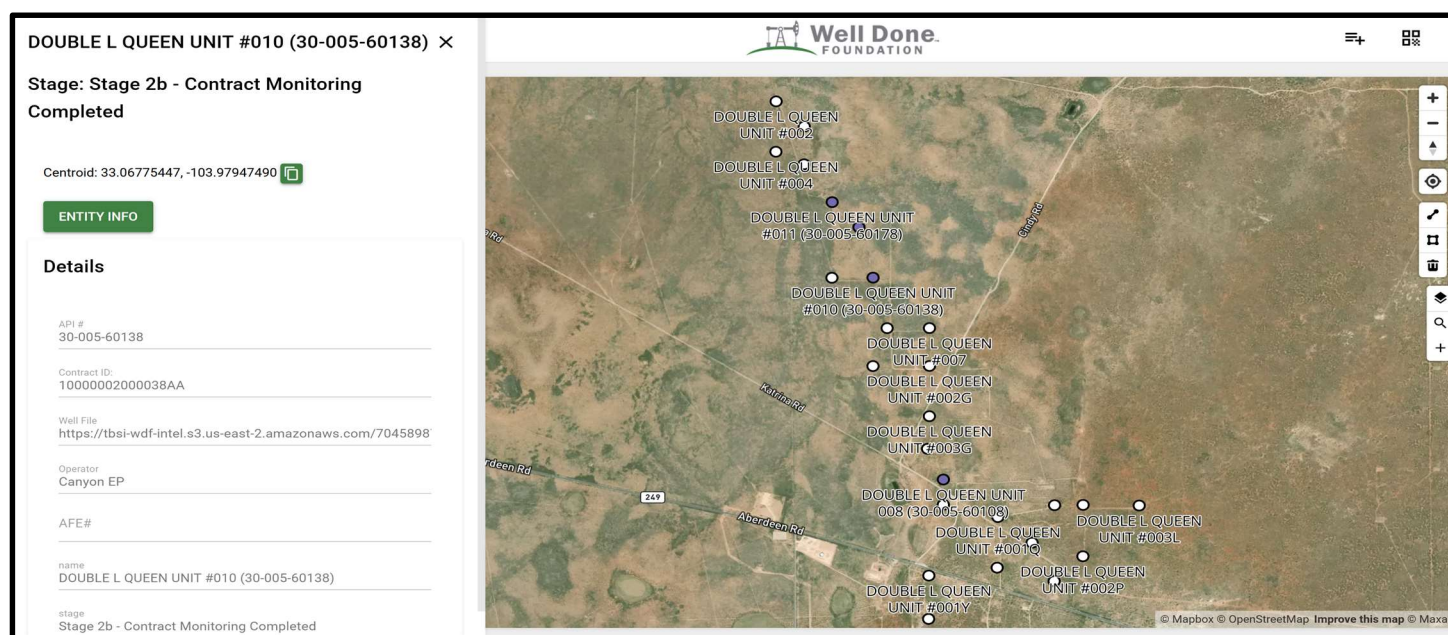 DOUBLE L QUEEN UNIT #010 (30-005-60138) ×
Stage: Stage 2b - Contract Monitoring
Completed
Centroid: 33.06775447, -103.97947490
ENTITY INFO
Details
API #
30-005-60138
Contract ID:
10000002000038AA
Well File
https://tbsi-wdf-intel.s3.us-east-2.amazonaws.com/7045898
Operator
Canyon EP
AFE#
name
DOUBLE L QUEEN UNIT #010 (30-005-60138)
stage
Stage 2b - Contract Monitoring Completed
Well Done
FOUNDATION
DOUBLE L QUEEN
UNIT #002
DOUBLE L QUEEN
UNIT #004
DOUBLE L QUEEN UNIT
#011 (30-005-60178)
Cindy Rd
Rd
DOUBLE L QUEEN UNIT
#010 (30-005-60138)
DOUBLE L QUEEN
UNIT #007
DOUBLE L QUEEN
UNIT #002G
Katrina Rd
DOUBLE L QUEEN
UNIT #003G
rdeen Rd
249
DOUBLE L QUEEN UNIT
008 (30-005-60108)
Aberdeen Rd
DOUBLE L QUEEN
UNIT #001Q
DOUBLE L QUEEN
UNIT #003L
DOUBLE L QUEEN
UNIT #002P
DOUBLE L QUEEN
UNIT #001Y
© Mapbox © OpenStreetMap Improve this map © Maxa